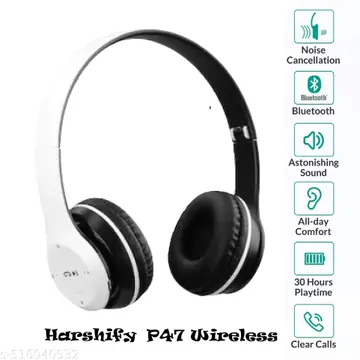 Noise
Cancellation
Bluetooth
Bluetooth
Astonishing
Sound
All-day
Comfort
30 Hours
Playtime
Clear Calls
Harshify P47 Wireless